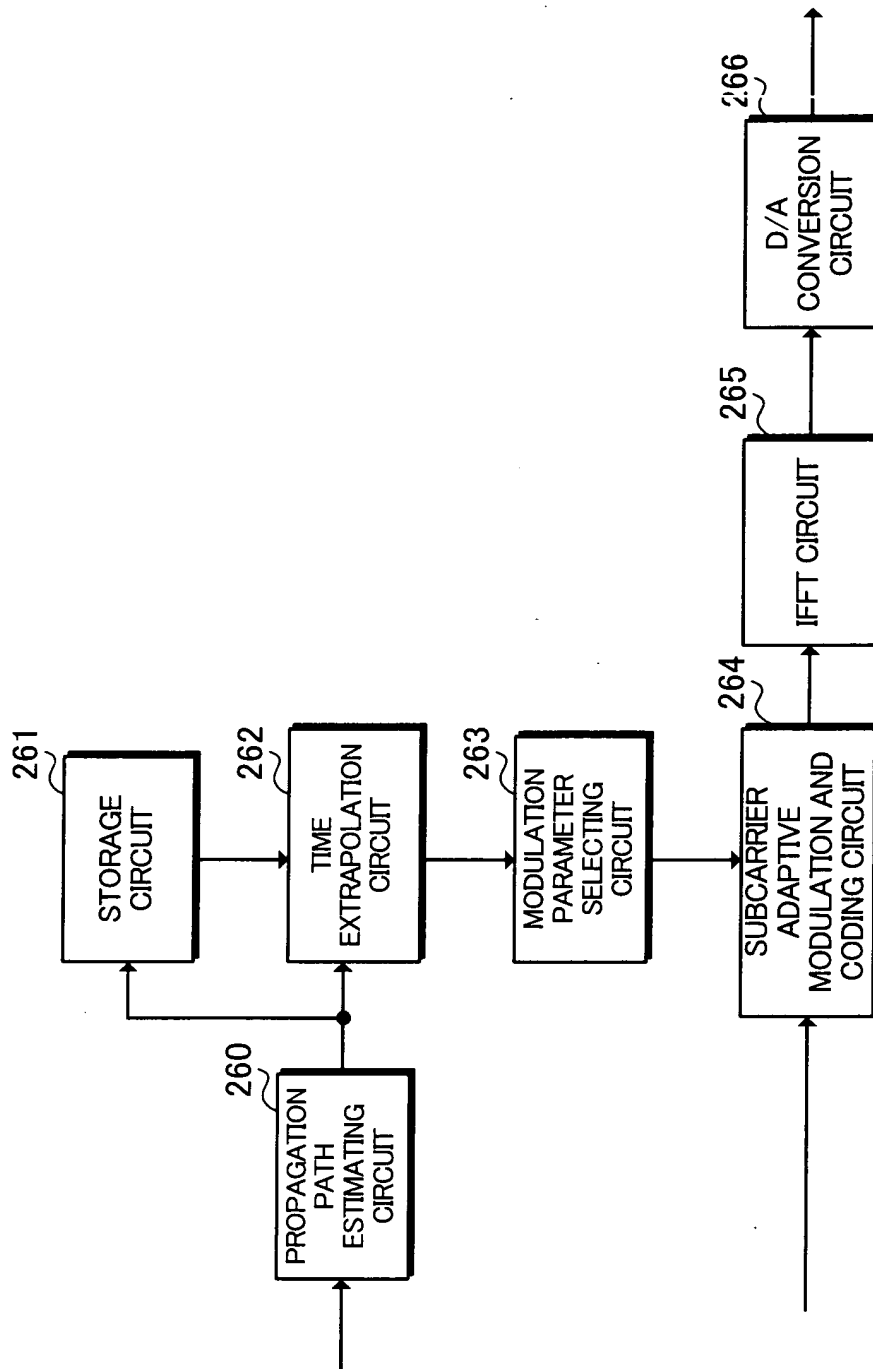 260
PROPAGATION
PATH
ESTIMATING
CIRCUIT
261
STORAGE
CIRCUIT
262
TIME
EXTRAPOLATION
CIRCUIT
263
MODULATION
PARAMETER
SELECTING
CIRCUIT
264
SUBCARRIER
ADAPTIVE
MODULATION AND
CODING CIRCUIT
265
IFFT CIRCUIT
266
D/A
CONVERSION
CIRCUIT